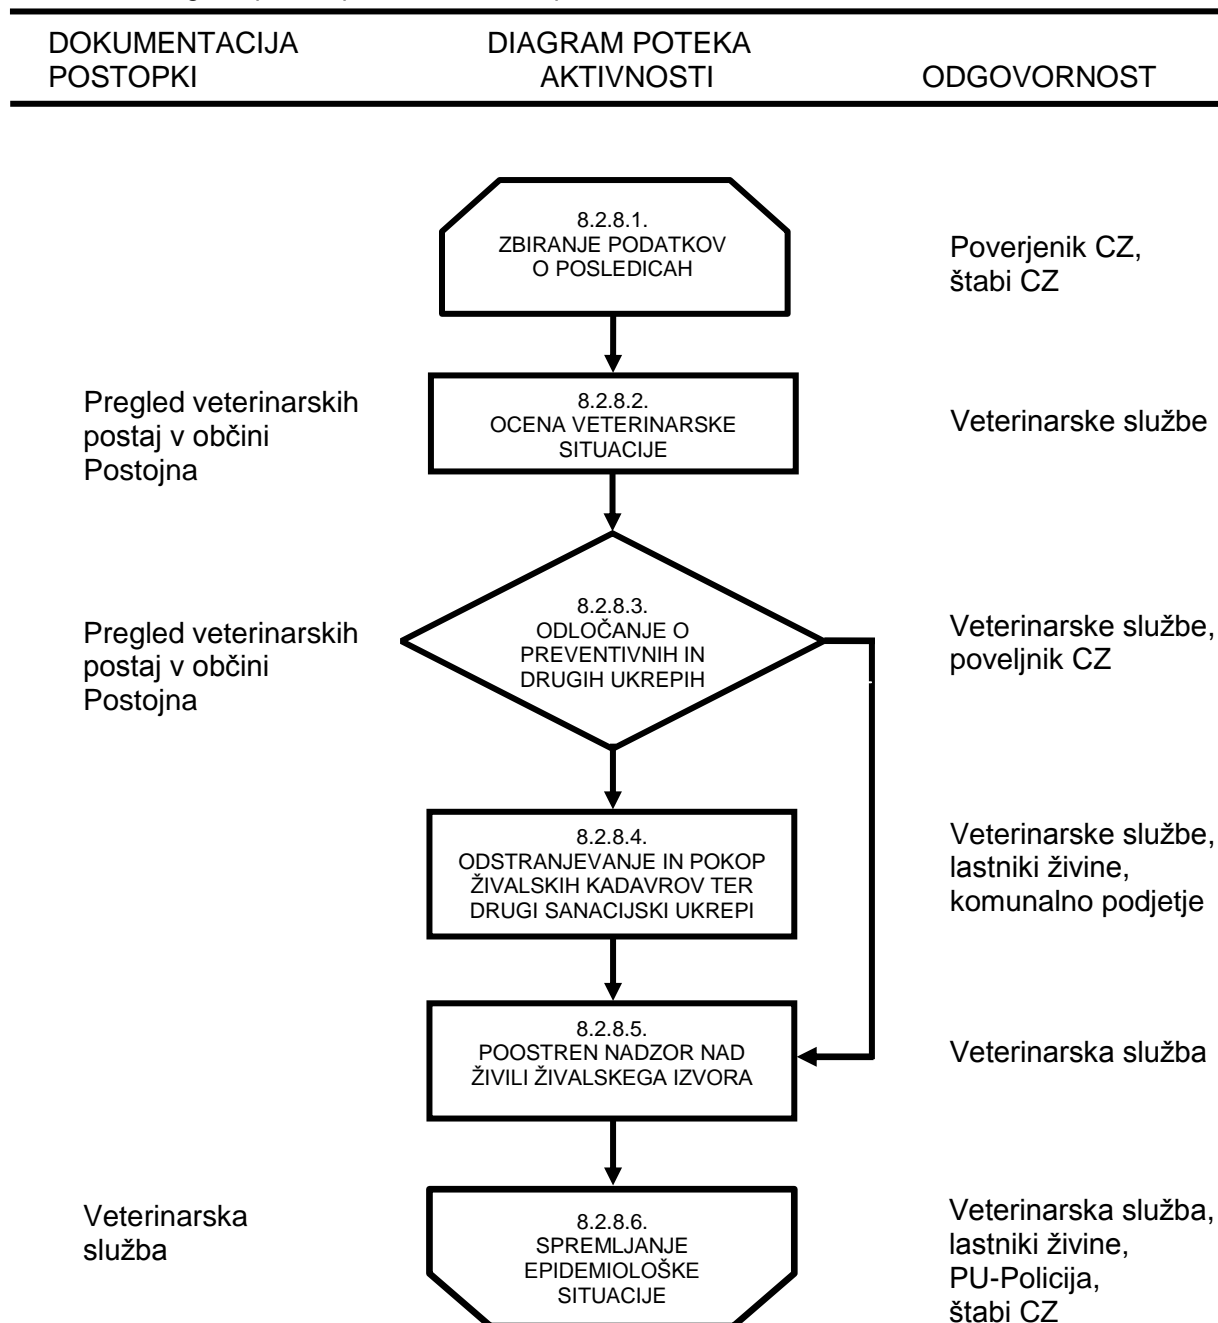 DOKUMENTACIJA
POSTOPKI
DIAGRAM POTEKA
AKTIVNOSTI
ODGOVORNOST
8.2.8.1.
ZBIRANJE PODATKOV
O POSLEDICAH
Poverjenik CZ,
štabi CZ
Pregled veterinarskih
postaj v občini
Postojna
8.2.8.2.
OCENA VETERINARSKE
SITUACIJE
Veterinarske službe
Pregled veterinarskih
postaj v občini
Postojna
8.2.8.3.
ODLOČANJE O
PREVENTIVNIH IN
DRUGIH UKREPIH
Veterinarske službe,
poveljnik CZ
8.2.8.4.
ODSTRANJEVANJE IN POKOP
ŽIVALSKIH KADAVROV TER
DRUGI SANACIJSKI UKREPI
Veterinarske službe,
lastniki živine,
komunalno podjetje
8.2.8.5.
POOSTREN NADZOR NAD
ŽIVILI ŽIVALSKEGA IZVORA
Veterinarska služba
Veterinarska
služba
8.2.8.6.
SPREMLJANJE
EPIDEMIOLOŠKE
SITUACIJE
Veterinarska služba,
lastniki živine,
PU-Policija,
štabi CZ